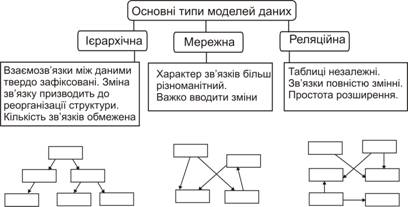 Основні типи моделей даних
Ієрархічна
Мережна
Реляційна
Взаємозв'язки між даними
твердо зафіксовані. Зміна
зв'язку призводить до
реорганізації структури.
Кількість зв'язків обмежена
Характер зв'язків більш
різноманітний.
Важко вводити зміни
Таблиці незалежні.
Зв'язки повністю змінні.
Простота розширення.